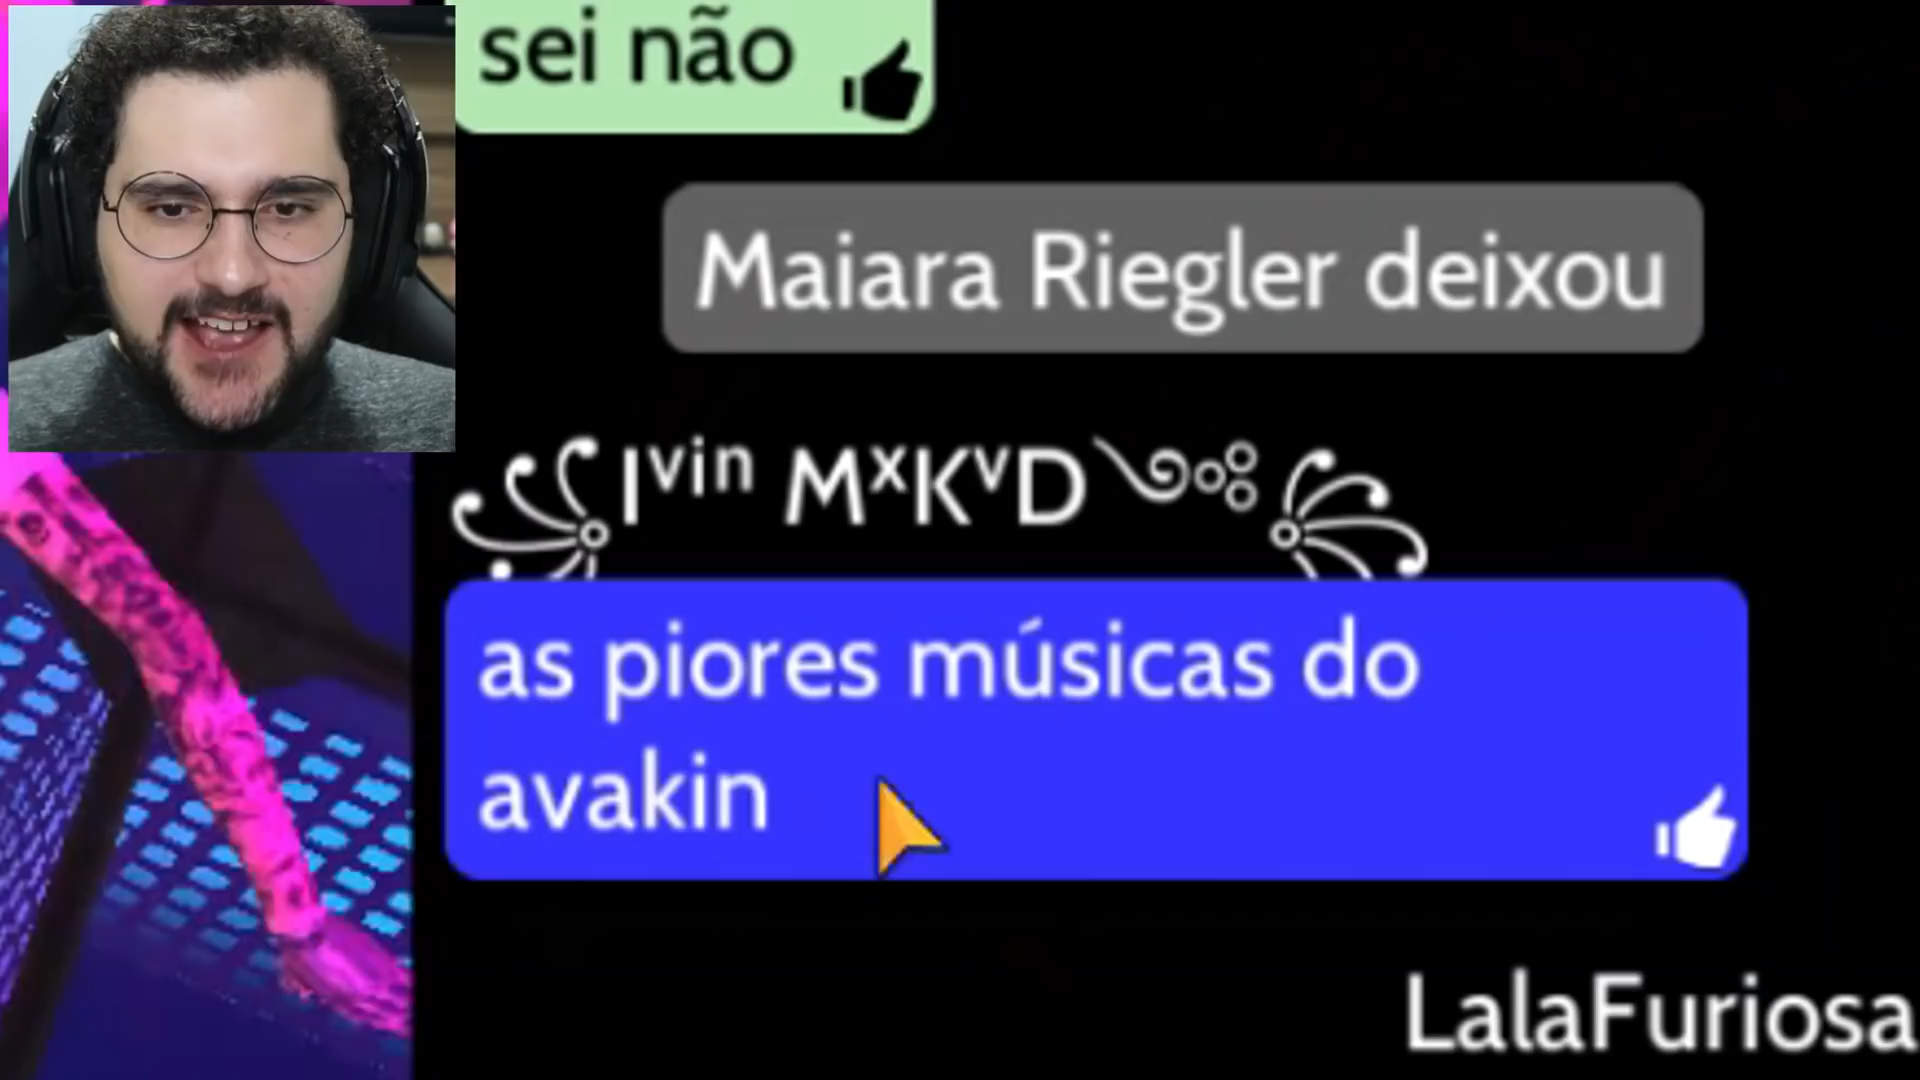 sei não
Maiara Riegler deixou
Iᵛⁱⁿ MˣKᵛD
as piores músicas do
avakin
LalaFuriosa